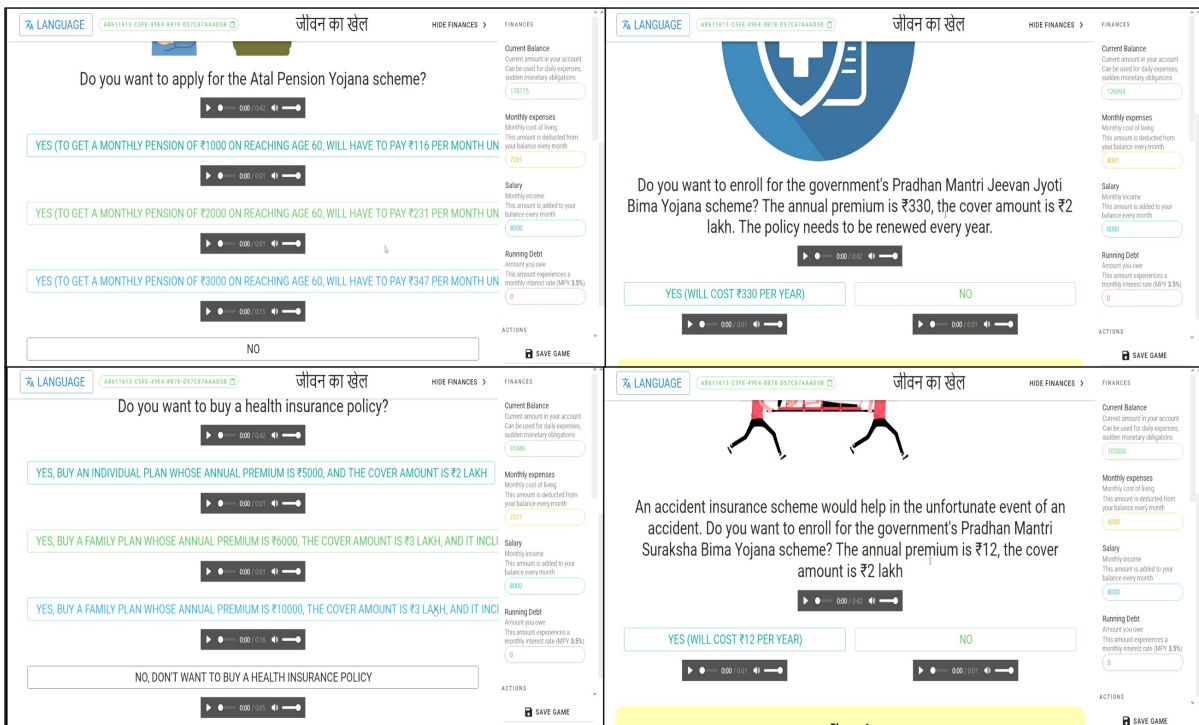 LANGUAGE
AB611613-C5FE-49E4-8B78-D57C87AAAD5B
जीवन का खेल
HIDE FINANCES >
Do you want to apply for the Atal Pension Yojana scheme?
0:00 / 0:42
YES (TO GET A MONTHLY PENSION OF ₹1000 ON REACHING AGE 60, WILL HAVE TO PAY ₹116 PER MONTH UN
0:00 / 0:01
YES (TO GET A MONTHLY PENSION OF ₹2000 ON REACHING AGE 60, WILL HAVE TO PAY ₹231 PER MONTH UN
0:00 / 0:01
YES (TO GET A MONTHLY PENSION OF ₹3000 ON REACHING AGE 60, WILL HAVE TO PAY ₹347 PER MONTH UN
0:00 / 0:15
NO
FINANCES
Current Balance
Current amount in your account
Can be used for daily expenses,
sudden monetary obligations
178775
Monthly expenses
Monthly cost of living
This amount is deducted from
your balance every month
7201
Salary
Monthly income
This amount is added to your
balance every month
8000
Running Debt
Amount you owe
This amount experiences a
monthly interest rate (MPY 3.5%)
0
ACTIONS
SAVE GAME
LANGUAGE
AB611613-C5FE-49E4-8B78-D57C87AAAD5B
जीवन का खेल
HIDE FINANCES >
Do you want to enroll for the government's Pradhan Mantri Jeevan Jyoti
Bima Yojana scheme? The annual premium is ₹330, the cover amount is ₹2
lakh. The policy needs to be renewed every year.
0:00 / 0:42
YES (WILL COST ₹330 PER YEAR)
NO
0:00 / 0:01
0:00 / 0:01
FINANCES
Current Balance
Current amount in your account
Can be used for daily expenses,
sudden monetary obligations
126994
Monthly expenses
Monthly cost of living
This amount is deducted from
your balance every month
4001
Salary
Monthly income
This amount is added to your
balance every month
8000
Running Debt
Amount you owe
This amount experiences a
monthly interest rate (MPY 3.5%)
0
ACTIONS
SAVE GAME
LANGUAGE
AB611613-C5FE-49E4-8B78-D57C87AAAD5B
जीवन का खेल
HIDE FINANCES >
Do you want to buy a health insurance policy?
0:00 / 0:42
YES, BUY AN INDIVIDUAL PLAN WHOSE ANNUAL PREMIUM IS ₹5000, AND THE COVER AMOUNT IS ₹2 LAKH
0:00 / 0:01
YES, BUY A FAMILY PLAN WHOSE ANNUAL PREMIUM IS ₹6000, THE COVER AMOUNT IS ₹3 LAKH, AND IT INCLU
0:00 / 0:01
YES, BUY A FAMILY PLAN WHOSE ANNUAL PREMIUM IS ₹10000, THE COVER AMOUNT IS ₹3 LAKH, AND IT INCI
0:00 / 0:16
NO, DON'T WANT TO BUY A HEALTH INSURANCE POLICY
0:00 / 0:05
FINANCES
Current Balance
Current amount in your account
Can be used for daily expenses,
sudden monetary obligations
97448
Monthly expenses
Monthly cost of living
This amount is deducted from
your balance every month
7317
Salary
Monthly income
This amount is added to your
balance every month
8000
Running Debt
Amount you owe
This amount experiences a
monthly interest rate (MPY 3.5%)
0
ACTIONS
SAVE GAME
LANGUAGE
AB611613-C5FE-49E4-8B78-D57C87AAAD5B
जीवन का खेल
HIDE FINANCES >
An accident insurance scheme would help in the unfortunate event of an
accident. Do you want to enroll for the government's Pradhan Mantri
Suraksha Bima Yojana scheme? The annual premium is ₹12, the cover
amount is ₹2 lakh
0:00 / 0:42
YES (WILL COST ₹12 PER YEAR)
NO
0:00 / 0:01
0:00 / 0:01
FINANCES
Current Balance
Current amount in your account
Can be used for daily expenses,
sudden monetary obligations
103000
Monthly expenses
Monthly cost of living
This amount is deducted from
your balance every month
4000
Salary
Monthly income
This amount is added to your
balance every month
8000
Running Debt
Amount you owe
This amount experiences a
monthly interest rate (MPY 3.5%)
0
ACTIONS
SAVE GAME